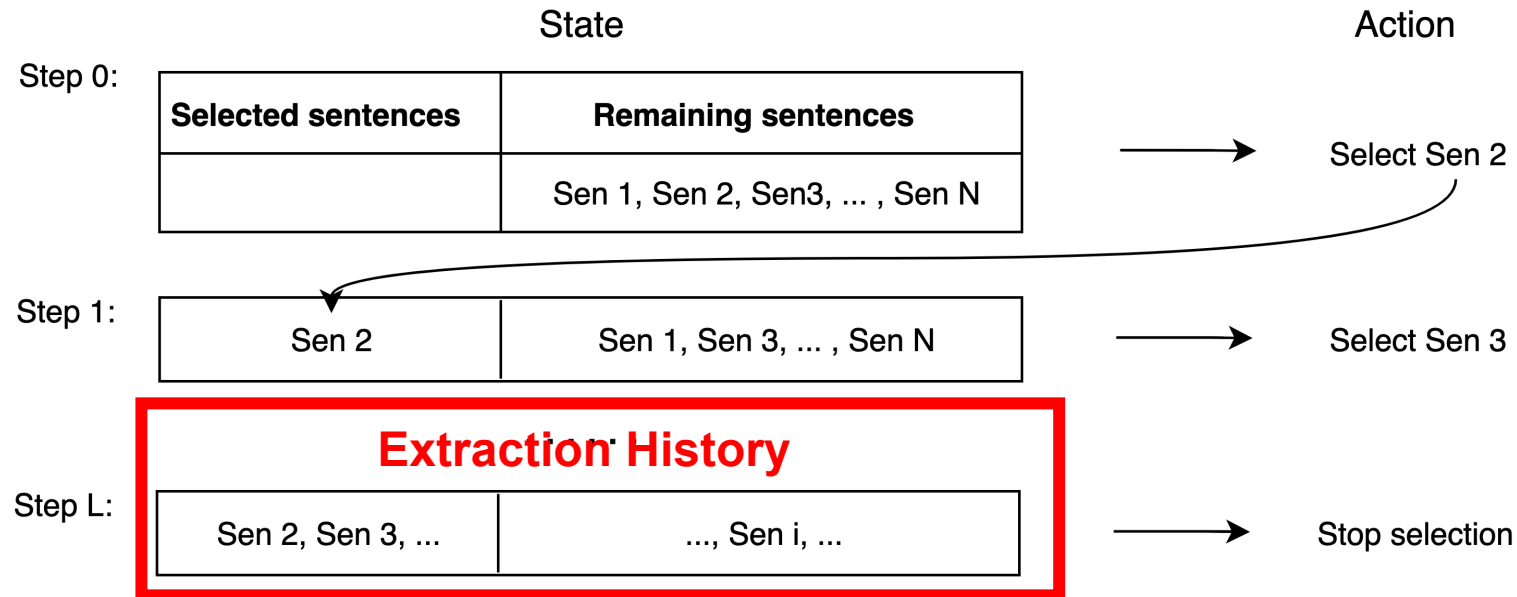 State Action
Step 0:
Selected sentences Remaining sentences
Select Sen 2
Sen 1, Sen 2, Sen3, ... , Sen N
Step 1:
Sen 2 Sen 1, Sen 3, ... , Sen N Select Sen 3
Extraction History
Step L:
Sen 2, Sen 3, ... ..., Sen i, ... Stop selection